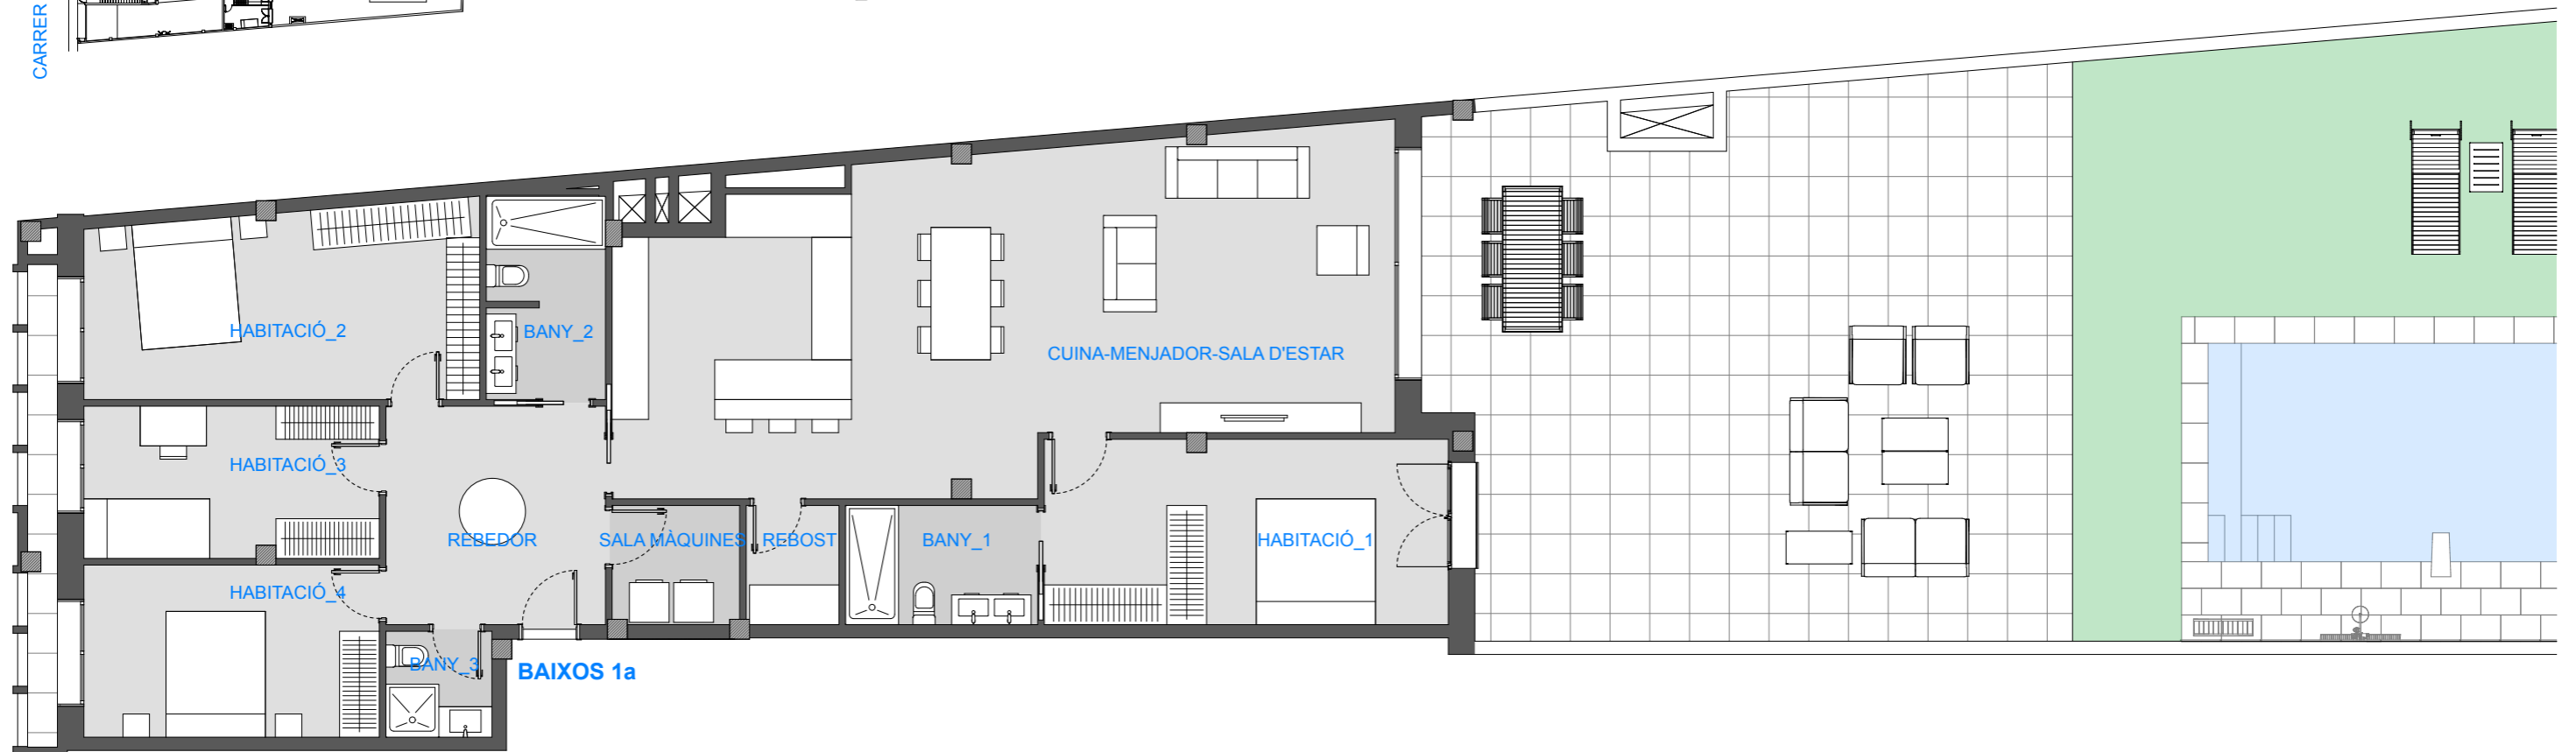 CARRER
HABITACIÓ_2
BANY_2
CUINA-MENJADOR-SALA D'ESTAR
HABITACIÓ_3
REBEDOR
SALA MÀQUINES
REBOST
BANY_1
HABITACIÓ_1
HABITACIÓ_4
BANY_3
BAIXOS 1a